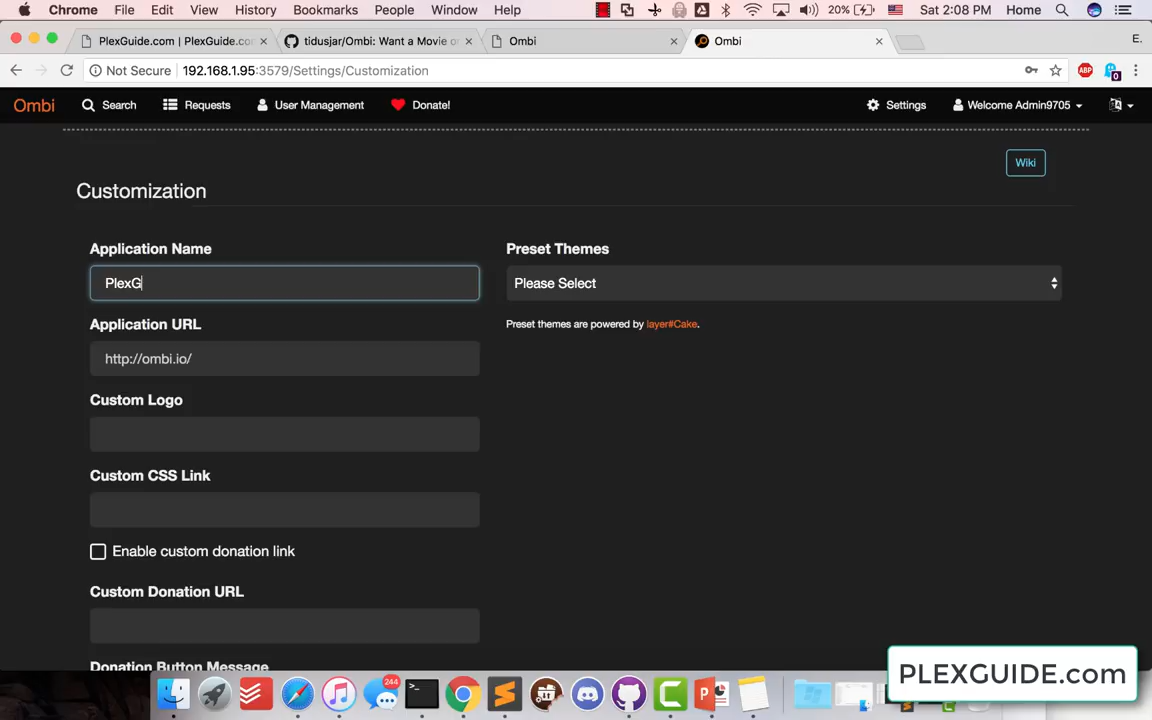 Chrome File Edit View History Bookmarks People Window Help 20% Sat 2:08 PM Home
PlexGuide.com | PlexGuide.co × tidusjar/Ombi: Want a Movie o × Ombi × Ombi × E.
Not Secure 192.168.1.95:3579/Settings/Customization ABP 0
Ombi Search Requests User Management Donate! Settings Welcome Admin9705
Wiki
Customization
Application Name Preset Themes
PlexG Please Select
Application URL Preset themes are powered by layer#Cake.
http://ombi.io/
Custom Logo
Custom CSS Link
Enable custom donation link
Custom Donation URL
Donation Button Message
PLEXGUIDE.com
244